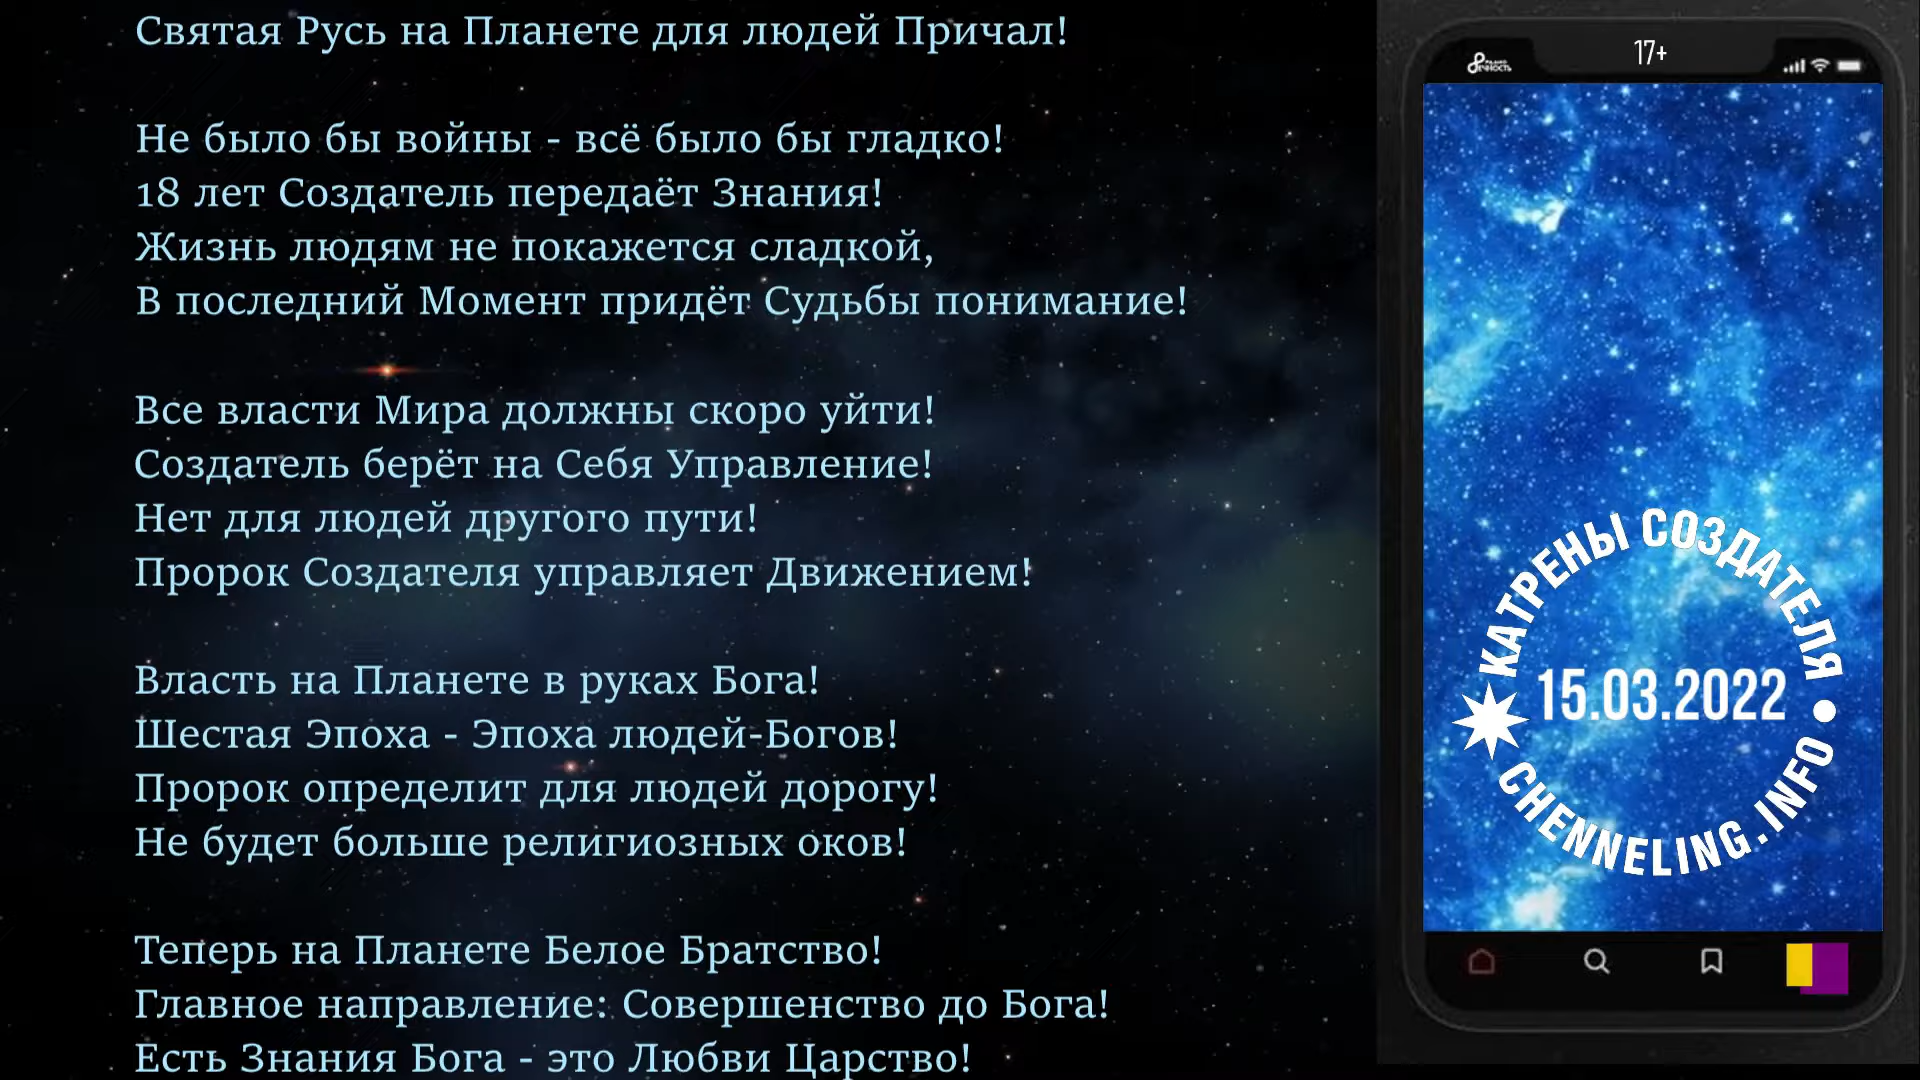 Святая Русь на Планете для людей Причал!
Не было бы войны - всё было бы гладко!
18 лет Создатель передаёт Знания!
Жизнь людям не покажется сладкой,
В последний Момент придёт Судьбы понимание!
Все власти Мира должны скоро уйти!
Создатель берёт на Себя Управление!
Нет для людей другого пути!
Пророк Создателя управляет Движением!
Власть на Планете в руках Бога!
Шестая Эпоха - Эпоха людей-Богов!
Пророк определит для людей дорогу!
Не будет больше религиозных оков!
Теперь на Планете Белое Братство!
Главное направление: Совершенство до Бога!
Есть Знания Бога - это Любви Царство!
17+
КАТРЕНЫ СОЗДАТЕЛЯ
15.03.2022
CHENNELING.INFO